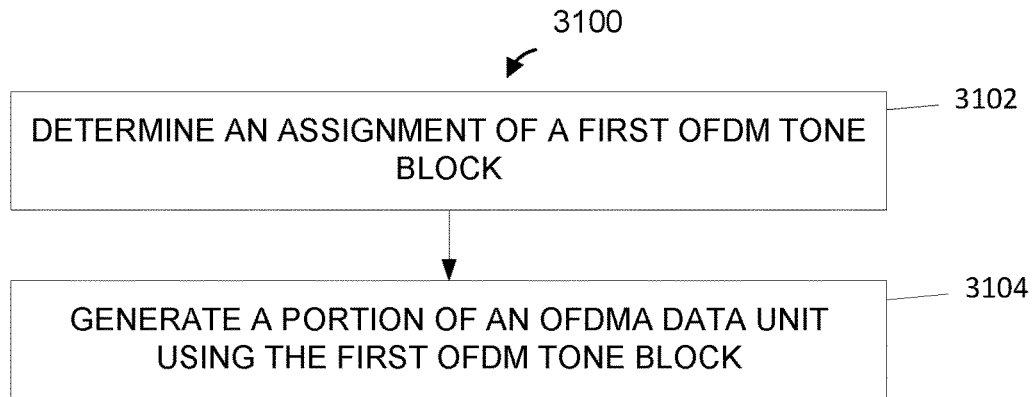 3100
3102
DETERMINE AN ASSIGNMENT OF A FIRST OFDM TONE
BLOCK
3104
GENERATE A PORTION OF AN OFDMA DATA UNIT
USING THE FIRST OFDM TONE BLOCK